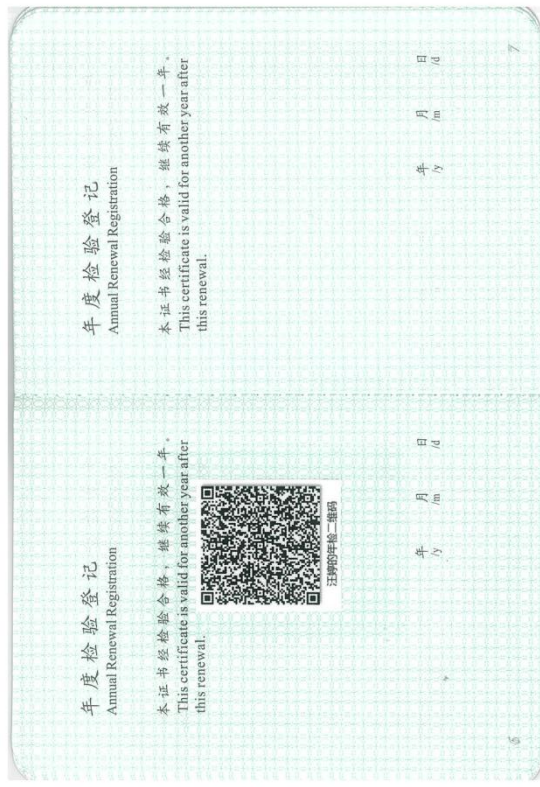 年度检验登记
Annual Renewal Registration
本证书经检验合格，继续有效一年。
This certificate is valid for another year after
this renewal.
汪婷的年检二维码
年 月 日
/y /m /d
6
年度检验登记
Annual Renewal Registration
本证书经检验合格，继续有效一年。
This certificate is valid for another year after
this renewal.
年 月 日
/y /m /d
7